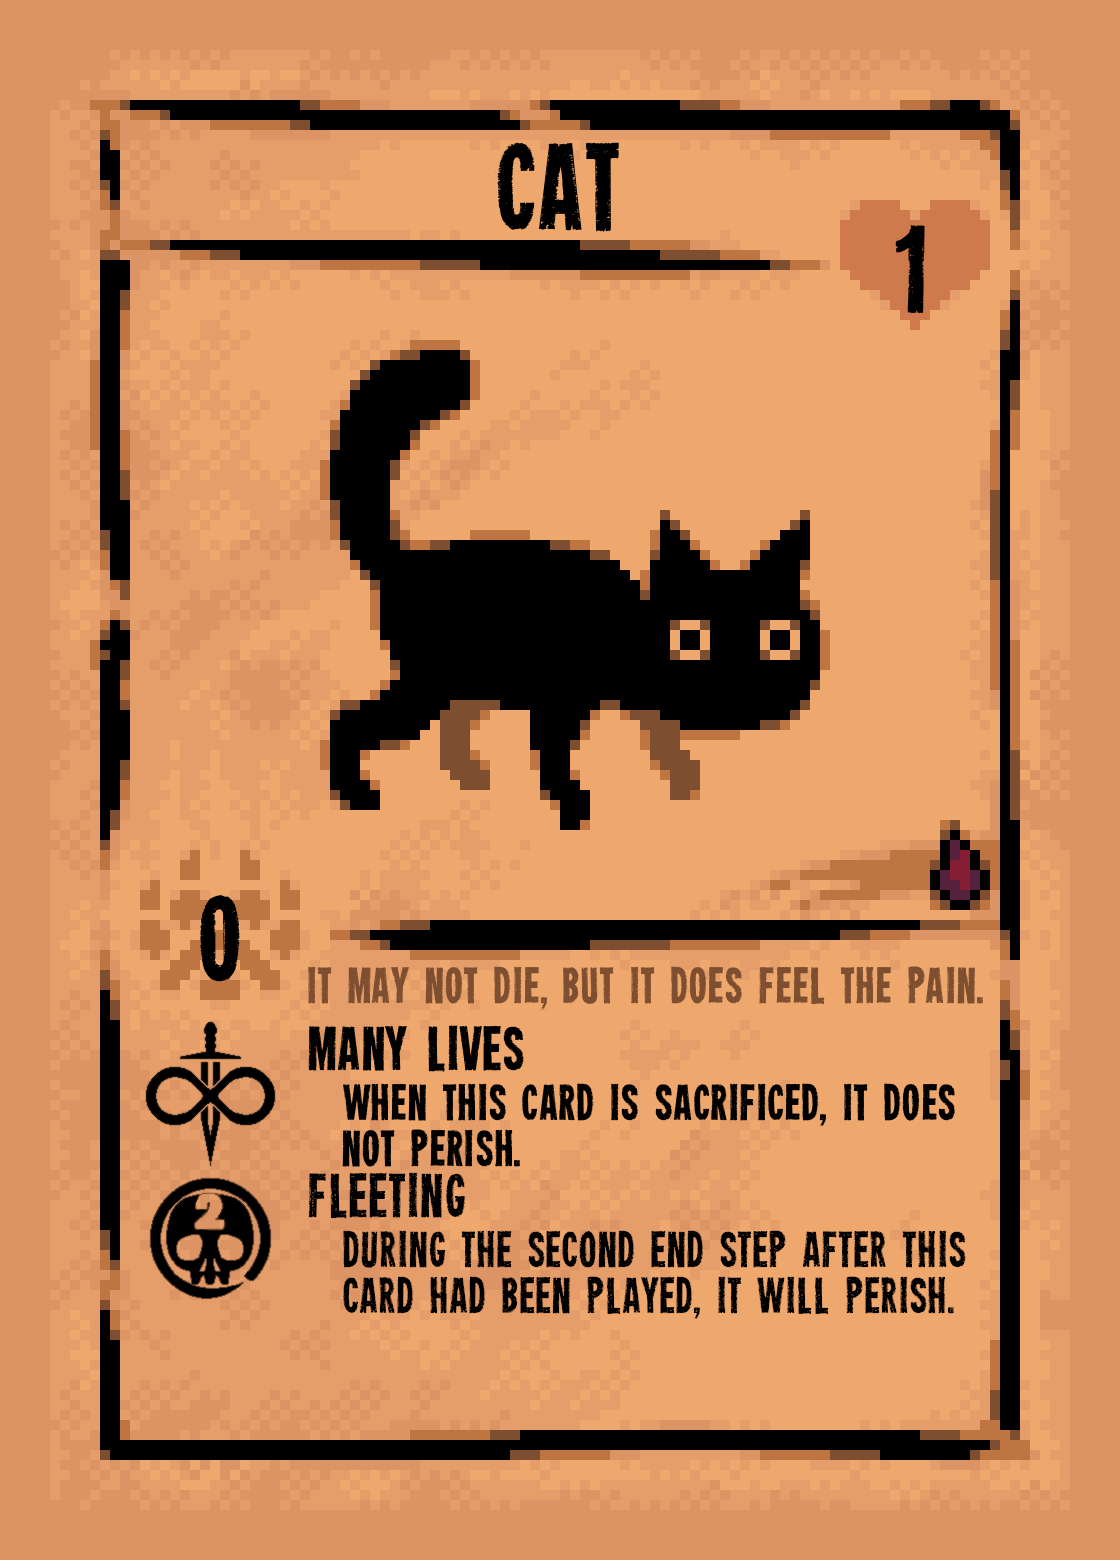 CAT
1
0
IT MAY NOT DIE, BUT IT DOES FEEL THE PAIN.
MANY LIVES
WHEN THIS CARD IS SACRIFICED, IT DOES
NOT PERISH.
2
FLEETING
DURING THE SECOND END STEP AFTER THIS
CARD HAD BEEN PLAYED, IT WILL PERISH.